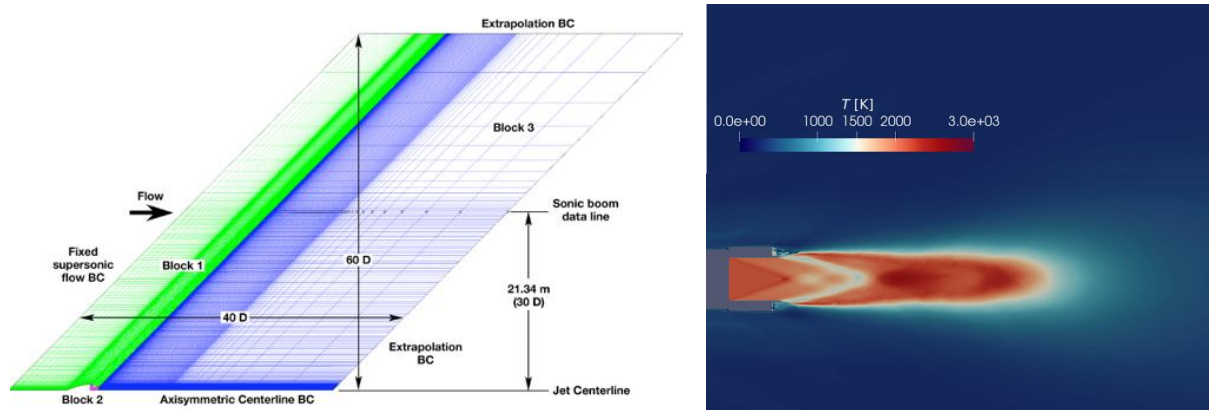 Extrapolation BC
Block 3
Flow
Sonic boom
data line
Fixed
supersonic
flow BC
Block 1
60 D
21.34 m
(30 D)
40 D
Extrapolation
BC
Jet Centerline
Block 2
Axisymmetric Centerline BC
T [K]
0.0e+00 1000 1500 2000 3.0e+03